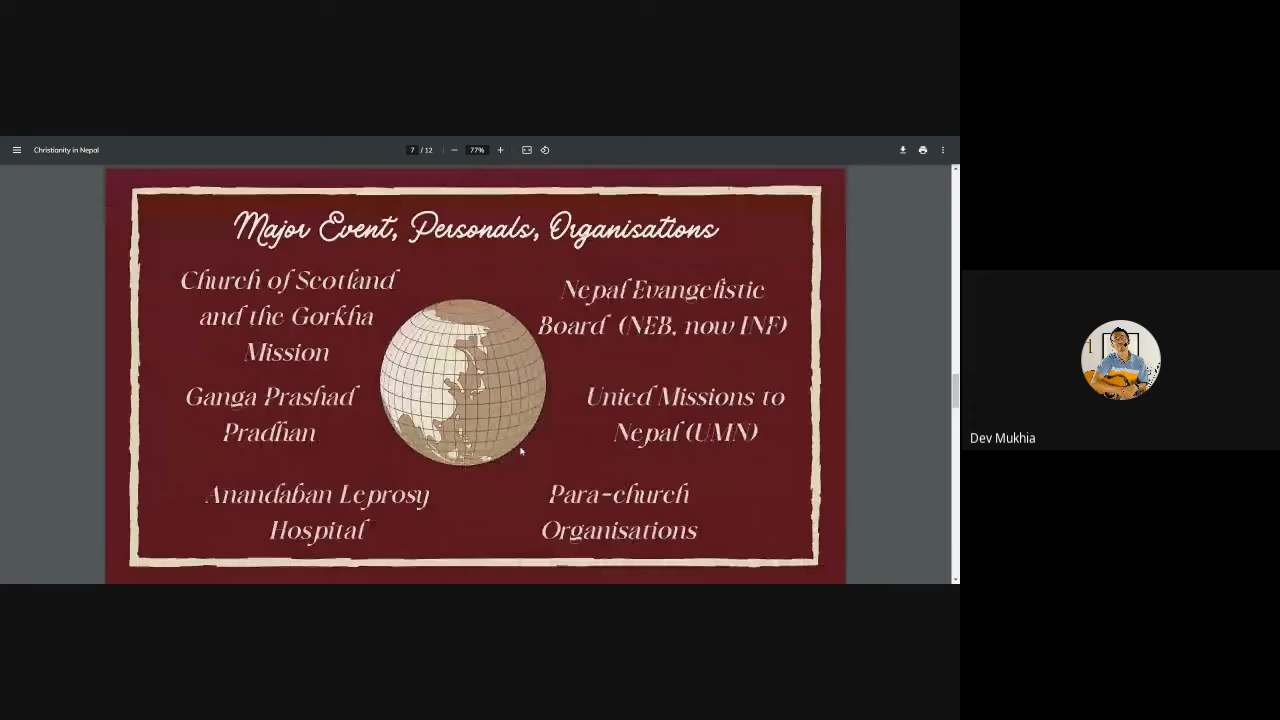 Christianity in Nepal
7 / 12
77%
Major Event, Personals, Organisations
Church of Scotland
and the Gorkha
Mission
Ganga Prashad
Pradhan
Anandaban Leprosy
Hospital
Nepal Evangelistic
Board (NEB, now INF)
Unied Missions to
Nepal (UMN)
Para-church
Organisations
Dev Mukhia